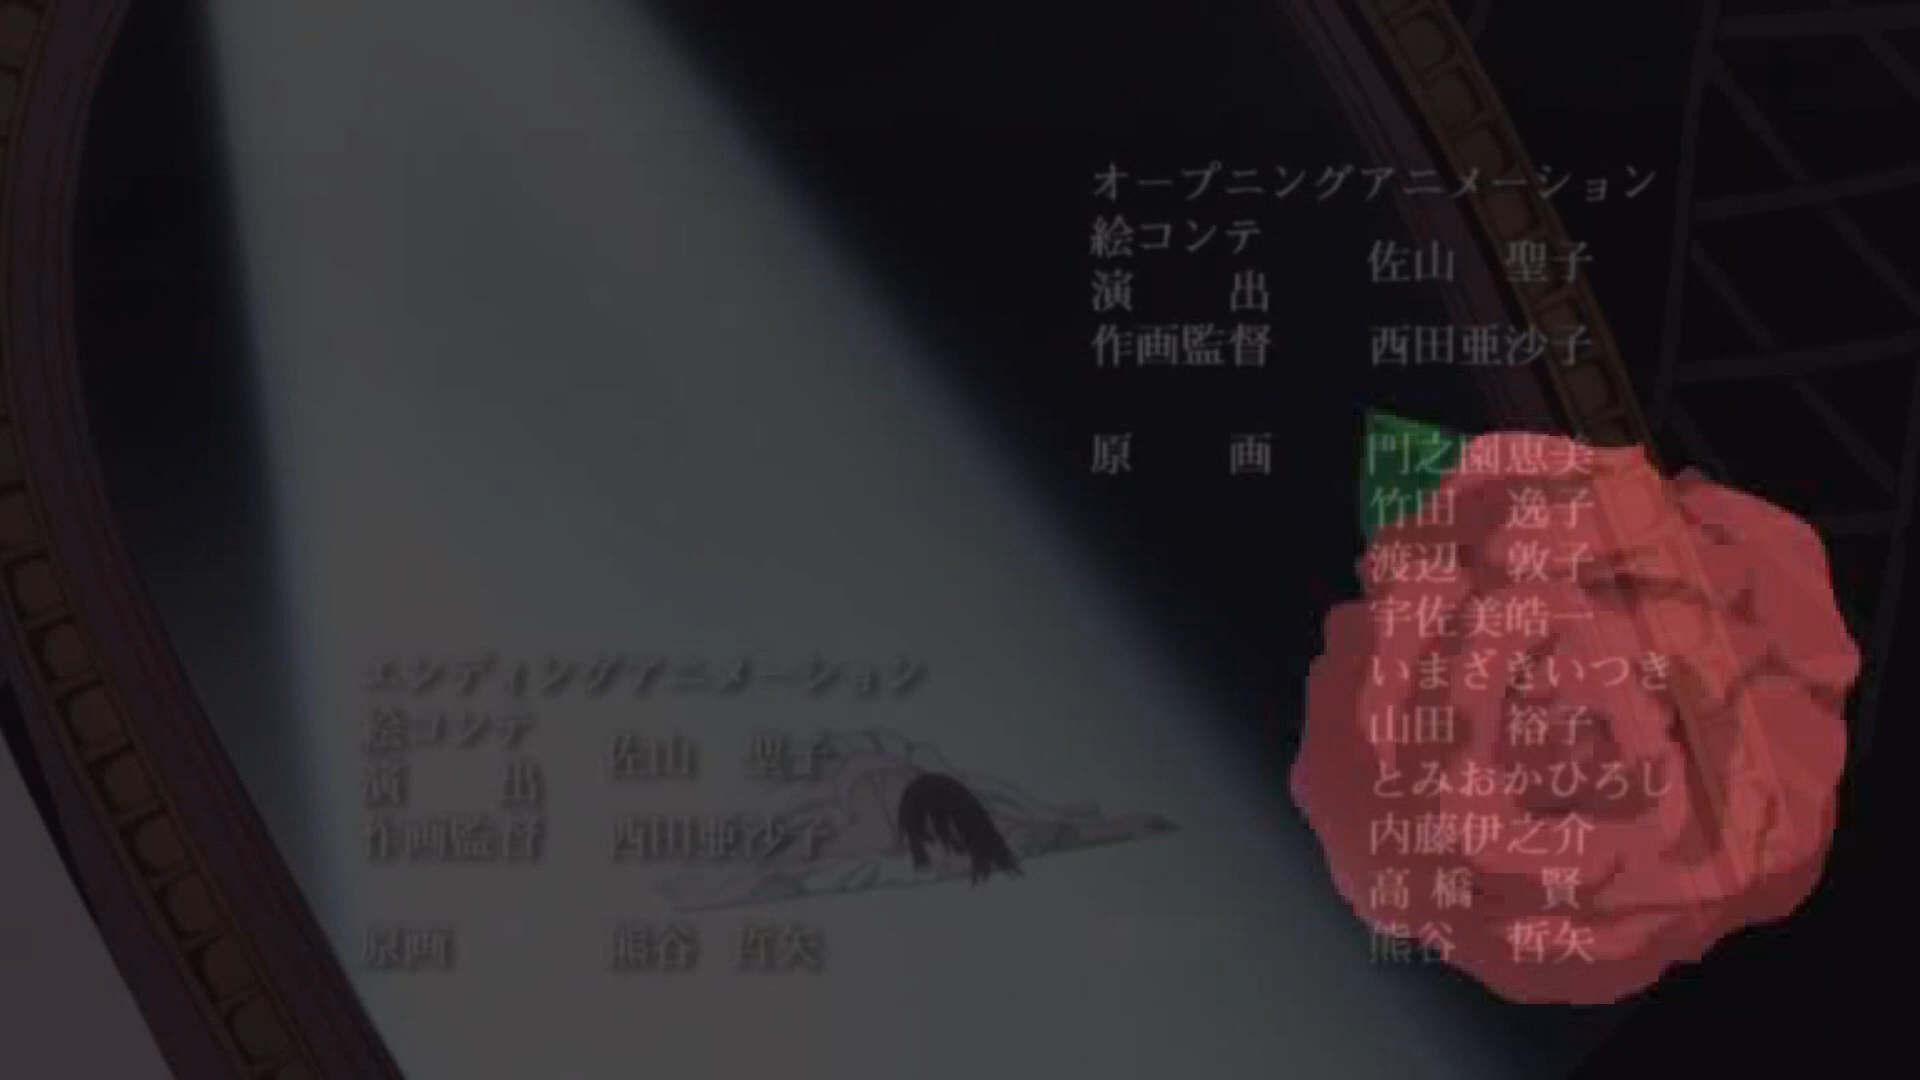 オープニングアニメーション
絵コンテ
演 出
佐山 聖子
作画監督 西田亜沙子
原 画 門之園恵美
竹田 逸子
渡辺 敦子
宇佐美皓一
いまざきいつき
山田 裕子
とみおかひろし
内藤伊之介
高橋 賢
熊谷 哲矢
エンディングアニメーション
絵コンテ
演 出
佐山 聖子
作画監督 西田亜沙子
原画 熊谷 哲矢